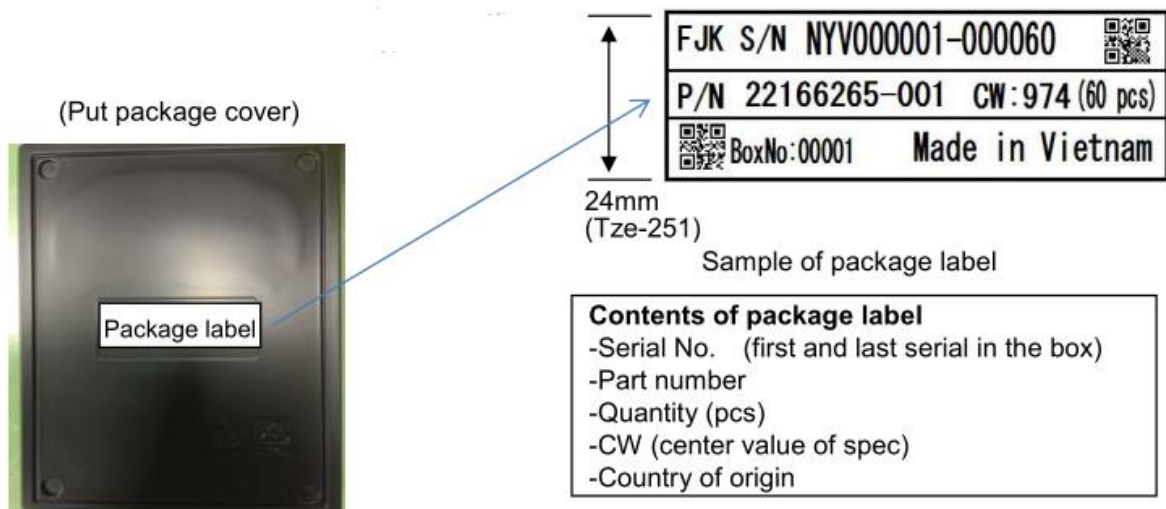 FJK S/N NYV000001-000060
P/N 22166265-001 CW:974 (60 pcs)
BoxNo:00001 Made in Vietnam
24mm
(Tze-251)
Sample of package label
(Put package cover)
Package label
Contents of package label
-Serial No. (first and last serial in the box)
-Part number
-Quantity (pcs)
-CW (center value of spec)
-Country of origin